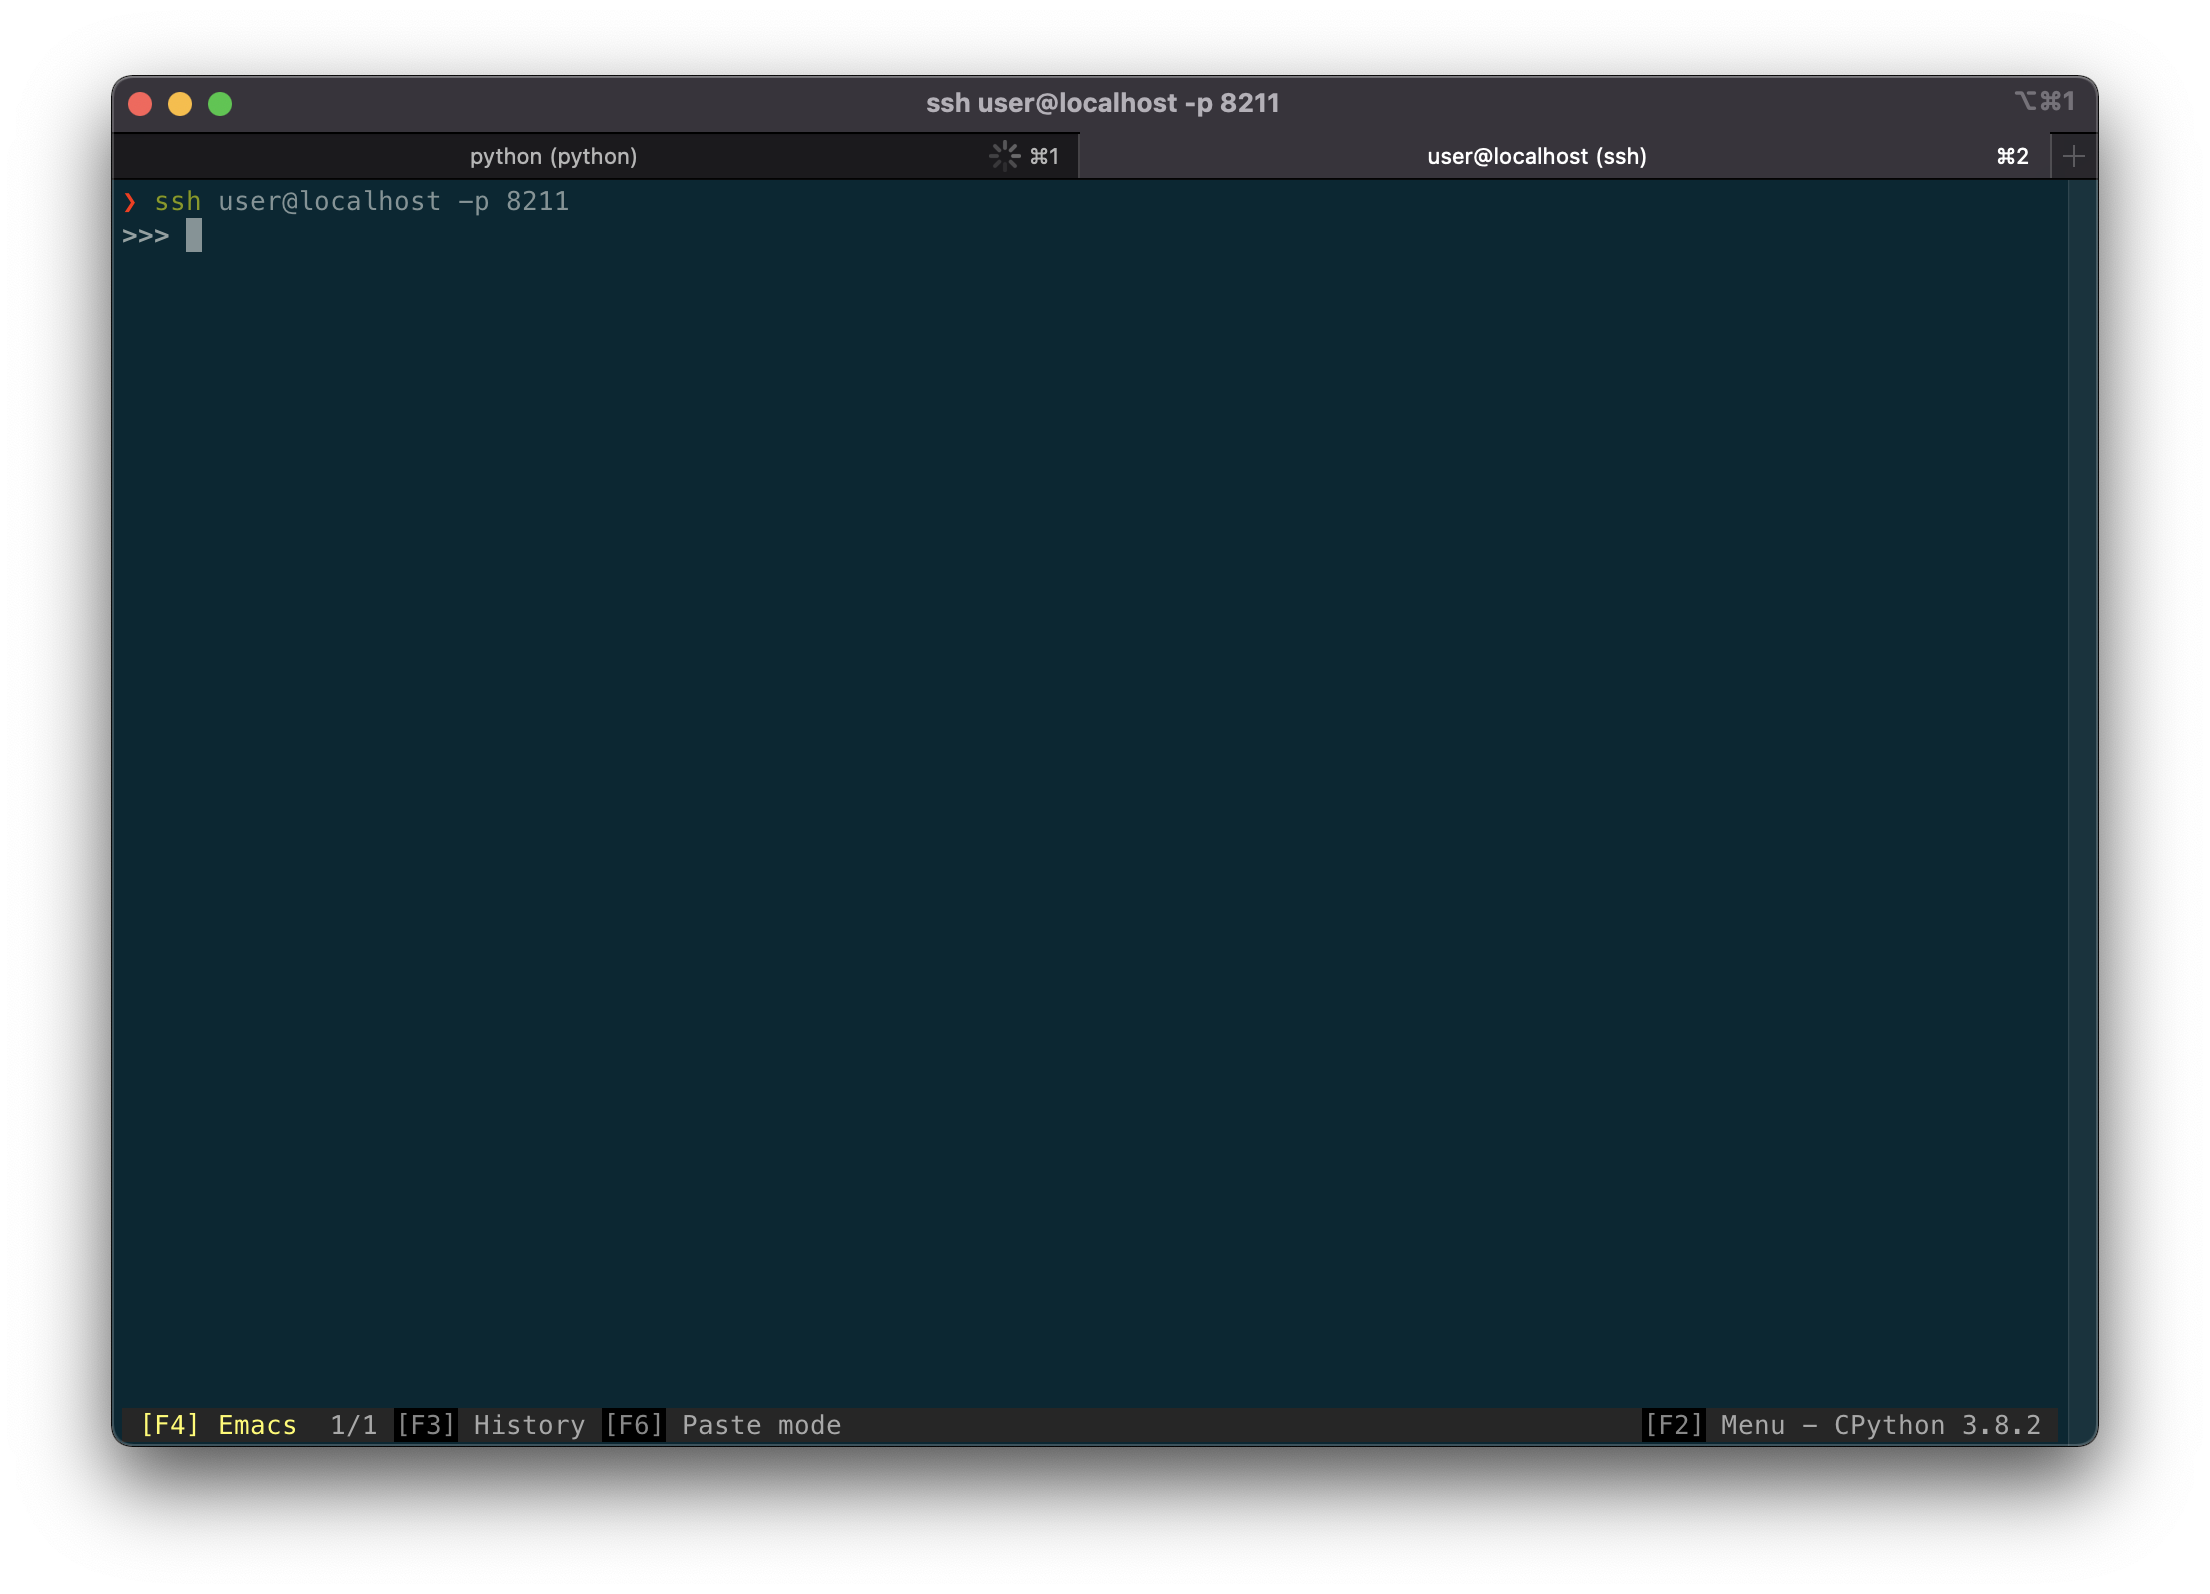 ssh user@localhost -p 8211
⌥⌘1
python (python) ⌘1
user@localhost (ssh) ⌘2 +
❯ ssh user@localhost -p 8211
>>>
[F4] Emacs 1/1 [F3] History [F6] Paste mode [F2] Menu - CPython 3.8.2